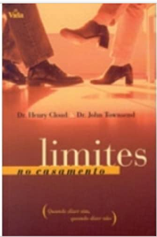 Vida
Dr. Henry Cloud & Dr. John Townsend
limites
no casamento
(Quando dizer sim,
quando dizer não)